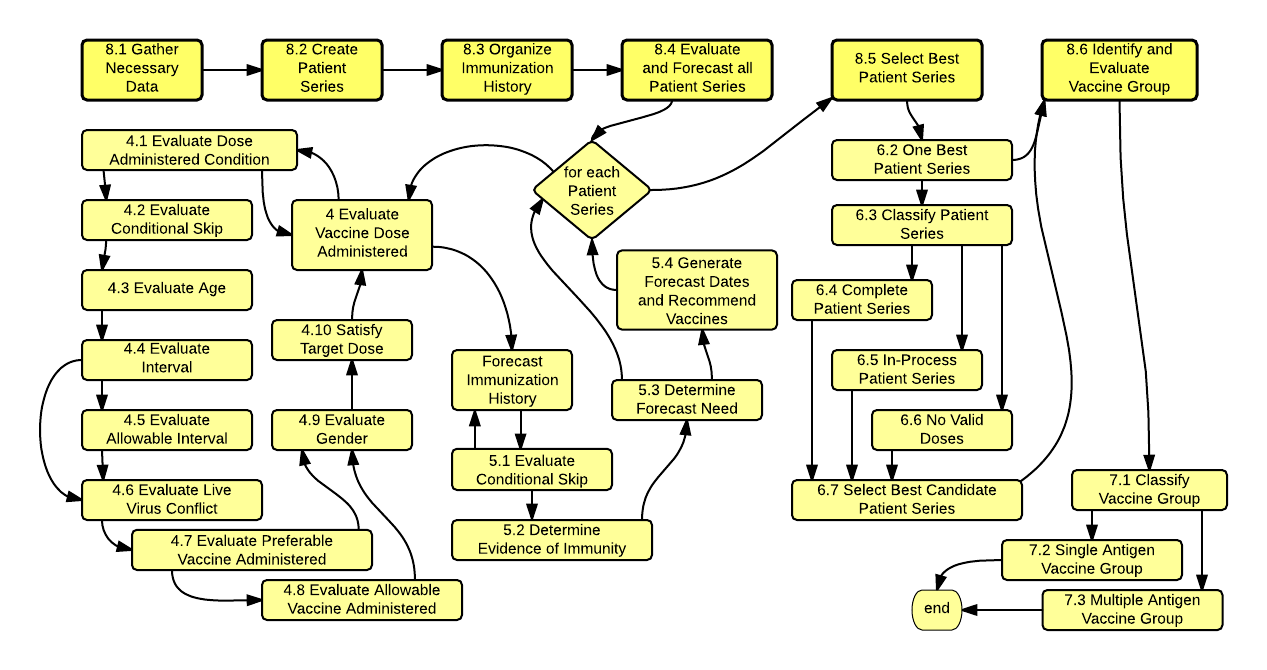 8.1 Gather
Necessary
Data
8.2 Create
Patient
Series
8.3 Organize
Immunization
History
8.4 Evaluate
and Forecast all
Patient Series
8.5 Select Best
Patient Series
8.6 Identify and
Evaluate
Vaccine Group
4.1 Evaluate Dose
Administered Condition
4.2 Evaluate
Conditional Skip
4.3 Evaluate Age
4.4 Evaluate
Interval
4.5 Evaluate
Allowable Interval
4.6 Evaluate Live
Virus Conflict
4.7 Evaluate Preferable
Vaccine Administered
4.8 Evaluate Allowable
Vaccine Administered
4.9 Evaluate
Gender
4.10 Satisfy
Target Dose
4 Evaluate
Vaccine Dose
Administered
for each
Patient
Series
Forecast
Immunization
History
5.1 Evaluate
Conditional Skip
5.2 Determine
Evidence of Immunity
5.3 Determine
Forecast Need
5.4 Generate
Forecast Dates
and Recommend
Vaccines
6.2 One Best
Patient Series
6.3 Classify Patient
Series
6.4 Complete
Patient Series
6.5 In-Process
Patient Series
6.6 No Valid
Doses
6.7 Select Best Candidate
Patient Series
7.1 Classify
Vaccine Group
7.2 Single Antigen
Vaccine Group
7.3 Multiple Antigen
Vaccine Group
end